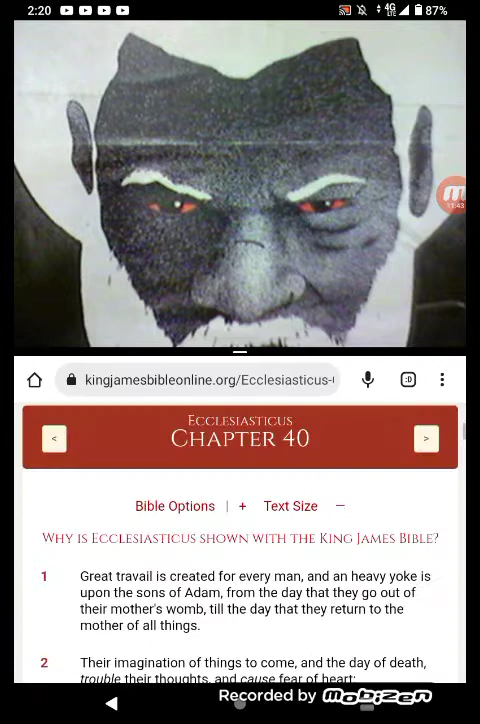 2:20
4G
LTE
87%
11:43
kingjamesbibleonline.org/Ecclesiasticus-
:D
Ecclesiasticus
Chapter 40
<
>
Bible Options | + Text Size —
Why is Ecclesiasticus shown with the King James Bible?
1 Great travail is created for every man, and an heavy yoke is
upon the sons of Adam, from the day that they go out of
their mother's womb, till the day that they return to the
mother of all things.
2 Their imagination of things to come, and the day of death,
trouble their thoughts, and cause fear of heart;
Recorded by Mobizen